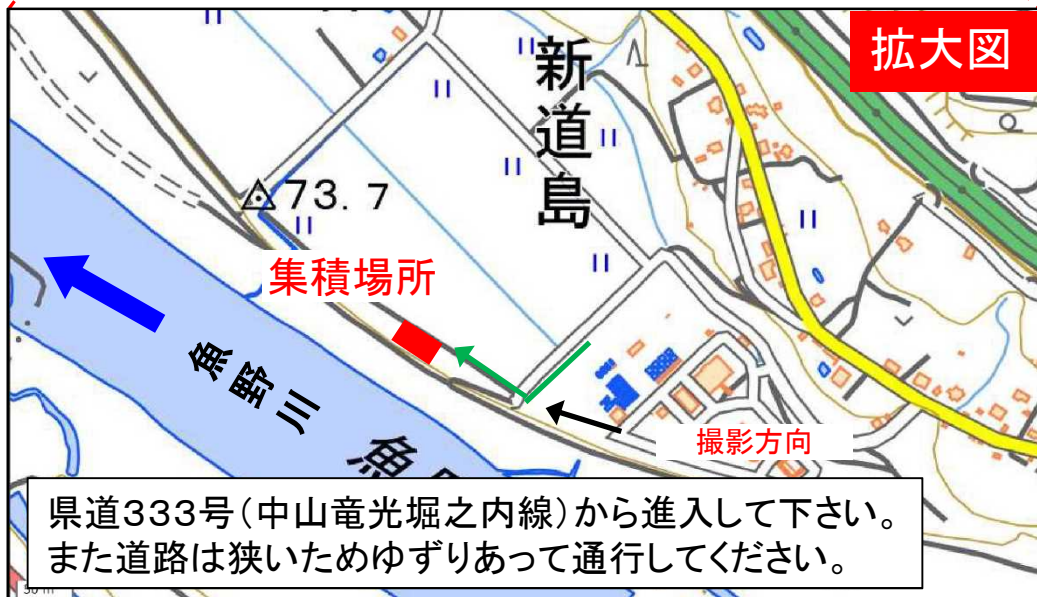 拡大図
新道島
73.7
集積場所
魚野川
魚
撮影方向
県道333号(中山竜光堀之内線)から進入して下さい。
また道路は狭いためゆずりあって通行してください。